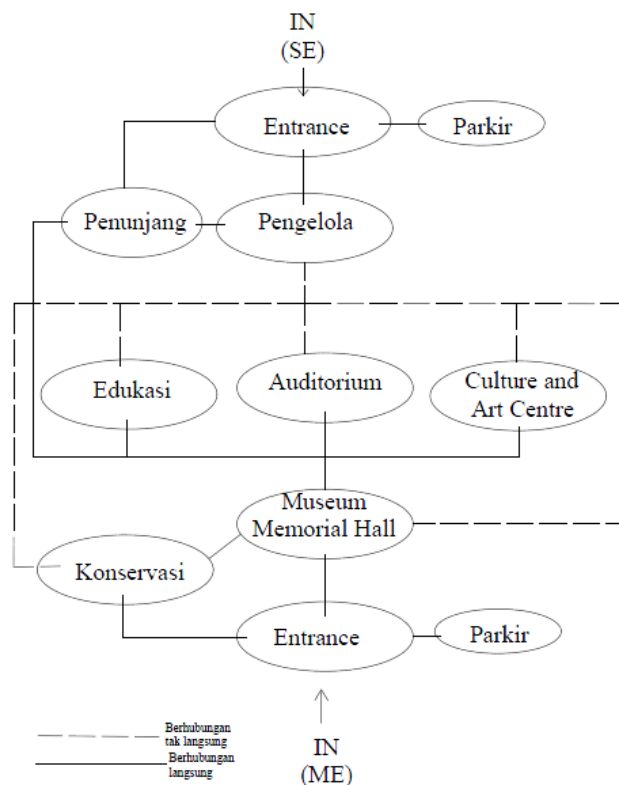 IN
(SE)
Entrance
Parkir
Penunjang
Pengelola
Edukasi
Auditorium
Culture and
Art Centre
Museum
Memorial Hall
Konservasi
Entrance
Parkir
IN
(ME)
Berhubungan
tak langsung
Berhubungan
langsung